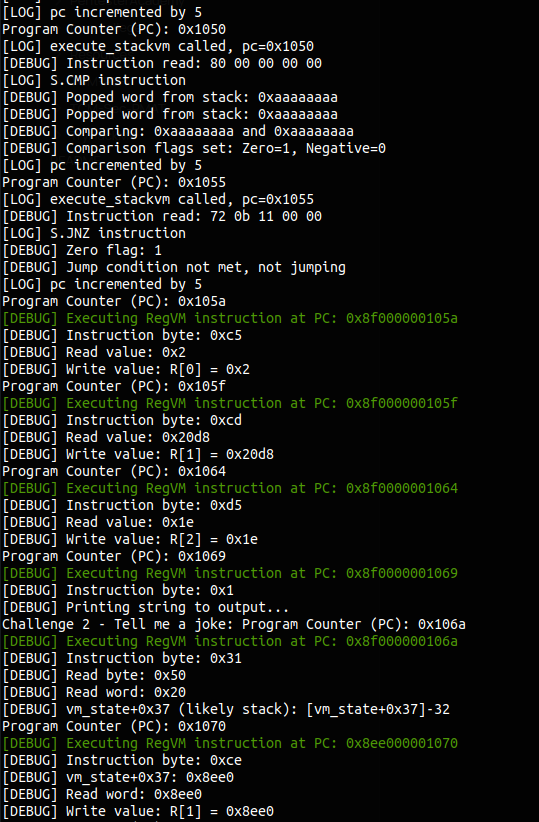 [LOG] pc incremented by 5
Program Counter (PC): 0x1050
[LOG] execute_stackvm called, pc=0x1050
[DEBUG] Instruction read: 80 00 00 00 00
[LOG] S.CMP instruction
[DEBUG] Popped word from stack: 0xaaaaaaaa
[DEBUG] Popped word from stack: 0xaaaaaaaa
[DEBUG] Comparing: 0xaaaaaaaa and 0xaaaaaaaa
[DEBUG] Comparison flags set: Zero=1, Negative=0
[LOG] pc incremented by 5
Program Counter (PC): 0x1055
[LOG] execute_stackvm called, pc=0x1055
[DEBUG] Instruction read: 72 0b 11 00 00
[LOG] S.JNZ instruction
[DEBUG] Zero flag: 1
[DEBUG] Jump condition not met, not jumping
[LOG] pc incremented by 5
Program Counter (PC): 0x105a
[DEBUG] Executing RegVM instruction at PC: 0x8f000000105a
[DEBUG] Instruction byte: 0xc5
[DEBUG] Read value: 0x2
[DEBUG] Write value: R[0] = 0x2
Program Counter (PC): 0x105f
[DEBUG] Executing RegVM instruction at PC: 0x8f000000105f
[DEBUG] Instruction byte: 0xcd
[DEBUG] Read value: 0x20d8
[DEBUG] Write value: R[1] = 0x20d8
Program Counter (PC): 0x1064
[DEBUG] Executing RegVM instruction at PC: 0x8f0000001064
[DEBUG] Instruction byte: 0xd5
[DEBUG] Read value: 0x1e
[DEBUG] Write value: R[2] = 0x1e
Program Counter (PC): 0x1069
[DEBUG] Executing RegVM instruction at PC: 0x8f0000001069
[DEBUG] Instruction byte: 0x1
[DEBUG] Printing string to output...
Challenge 2 - Tell me a joke: Program Counter (PC): 0x106a
[DEBUG] Executing RegVM instruction at PC: 0x8f000000106a
[DEBUG] Instruction byte: 0x31
[DEBUG] Read byte: 0x50
[DEBUG] Read word: 0x20
[DEBUG] vm_state+0x37 (likely stack): [vm_state+0x37]-32
Program Counter (PC): 0x1070
[DEBUG] Executing RegVM instruction at PC: 0x8ee000001070
[DEBUG] Instruction byte: 0xce
[DEBUG] vm_state+0x37: 0x8ee0
[DEBUG] Read word: 0x8ee0
[DEBUG] Write value: R[1] = 0x8ee0